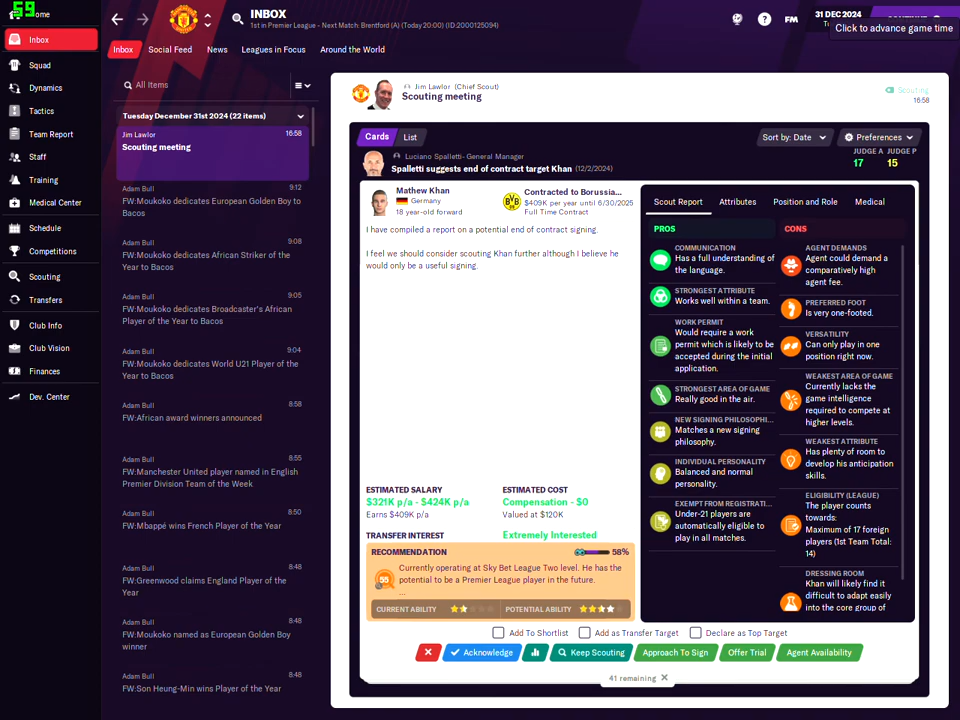 59
ome
INBOX
1st in Premier League - Next Match: Brentford (A) (Today 20:00) (ID:2000125094)
FM
31 DEC 2024
Click to advance game time
Inbox
Social Feed
News
Leagues in Focus
Around the World
Inbox
Squad
Dynamics
Tactics
Team Report
Staff
Training
Medical Center
Schedule
Competitions
Scouting
Transfers
Club Info
Club Vision
Finances
Dev. Center
All Items
Tuesday December 31st 2024 (22 items)
Jim Lawlor 16:58
Scouting meeting
Adam Bull 9:12
FW:Moukoko dedicates European Golden Boy to
Bacos
Adam Bull 9:08
FW:Moukoko dedicates African Striker of the
Year to Bacos
Adam Bull 9:05
FW:Moukoko dedicates Broadcaster's African
Player of the Year to Bacos
Adam Bull 9:04
FW:Moukoko dedicates World U21 Player of the
Year to Bacos
Adam Bull 8:58
FW:African award winners announced
Adam Bull 8:55
FW:Manchester United player named in English
Premier Division Team of the Week
Adam Bull 8:50
FW:Mbappé wins French Player of the Year
Adam Bull 8:48
FW:Greenwood claims England Player of the
Year
Adam Bull 8:48
FW:Moukoko named as European Golden Boy
winner
Adam Bull 8:48
FW:Son Heung-Min wins Player of the Year
Jim Lawlor (Chief Scout)
Scouting meeting
Scouting
16:58
Cards
List
Sort by: Date
Preferences
Luciano Spalletti- General Manager
Spalletti suggests end of contract target Khan (12/2/2024)
JUDGE A JUDGE P
17 15
Mathew Khan
Germany
18 year-old forward
Contracted to Borussia...
$409K per year until 6/30/2025
Full Time Contract
I have compiled a report on a potential end of contract signing.
I feel we should consider scouting Khan further although I believe he
would only be a useful signing.
ESTIMATED SALARY
$321K p/a - $424K p/a
Earns $409K p/a
ESTIMATED COST
Compensation - $0
Valued at $120K
TRANSFER INTEREST
Extremely Interested
RECOMMENDATION
58%
55
Currently operating at Sky Bet League Two level. He has the
potential to be a Premier League player in the future.
...
CURRENT ABILITY
POTENTIAL ABILITY
Scout Report
Attributes
Position and Role
Medical
PROS
COMMUNICATION
Has a full understanding of
the language.
STRONGEST ATTRIBUTE
Works well within a team.
WORK PERMIT
Would require a work
permit which is likely to be
accepted during the initial
application.
STRONGEST AREA OF GAME
Really good in the air.
NEW SIGNING PHILOSOPHI...
Matches a new signing
philosophy.
INDIVIDUAL PERSONALITY
Balanced and normal
personality.
EXEMPT FROM REGISTRATI...
Under-21 players are
automatically eligible to
play in all matches.
CONS
AGENT DEMANDS
Agent could demand a
comparatively high
agent fee.
PREFERRED FOOT
Is very one-footed.
VERSATILITY
Can only play in one
position right now.
WEAKEST AREA OF GAME
Currently lacks the
game intelligence
required to compete at
higher levels.
WEAKEST ATTRIBUTE
Has plenty of room to
develop his anticipation
skills.
ELIGIBILITY (LEAGUE)
The player counts
towards:
Maximum of 17 foreign
players (1st Team Total:
14)
DRESSING ROOM
Khan will likely find it
difficult to adapt easily
into the core group of
Add To Shortlist
Add as Transfer Target
Declare as Top Target
Acknowledge
Keep Scouting
Approach To Sign
Offer Trial
Agent Availability
41 remaining